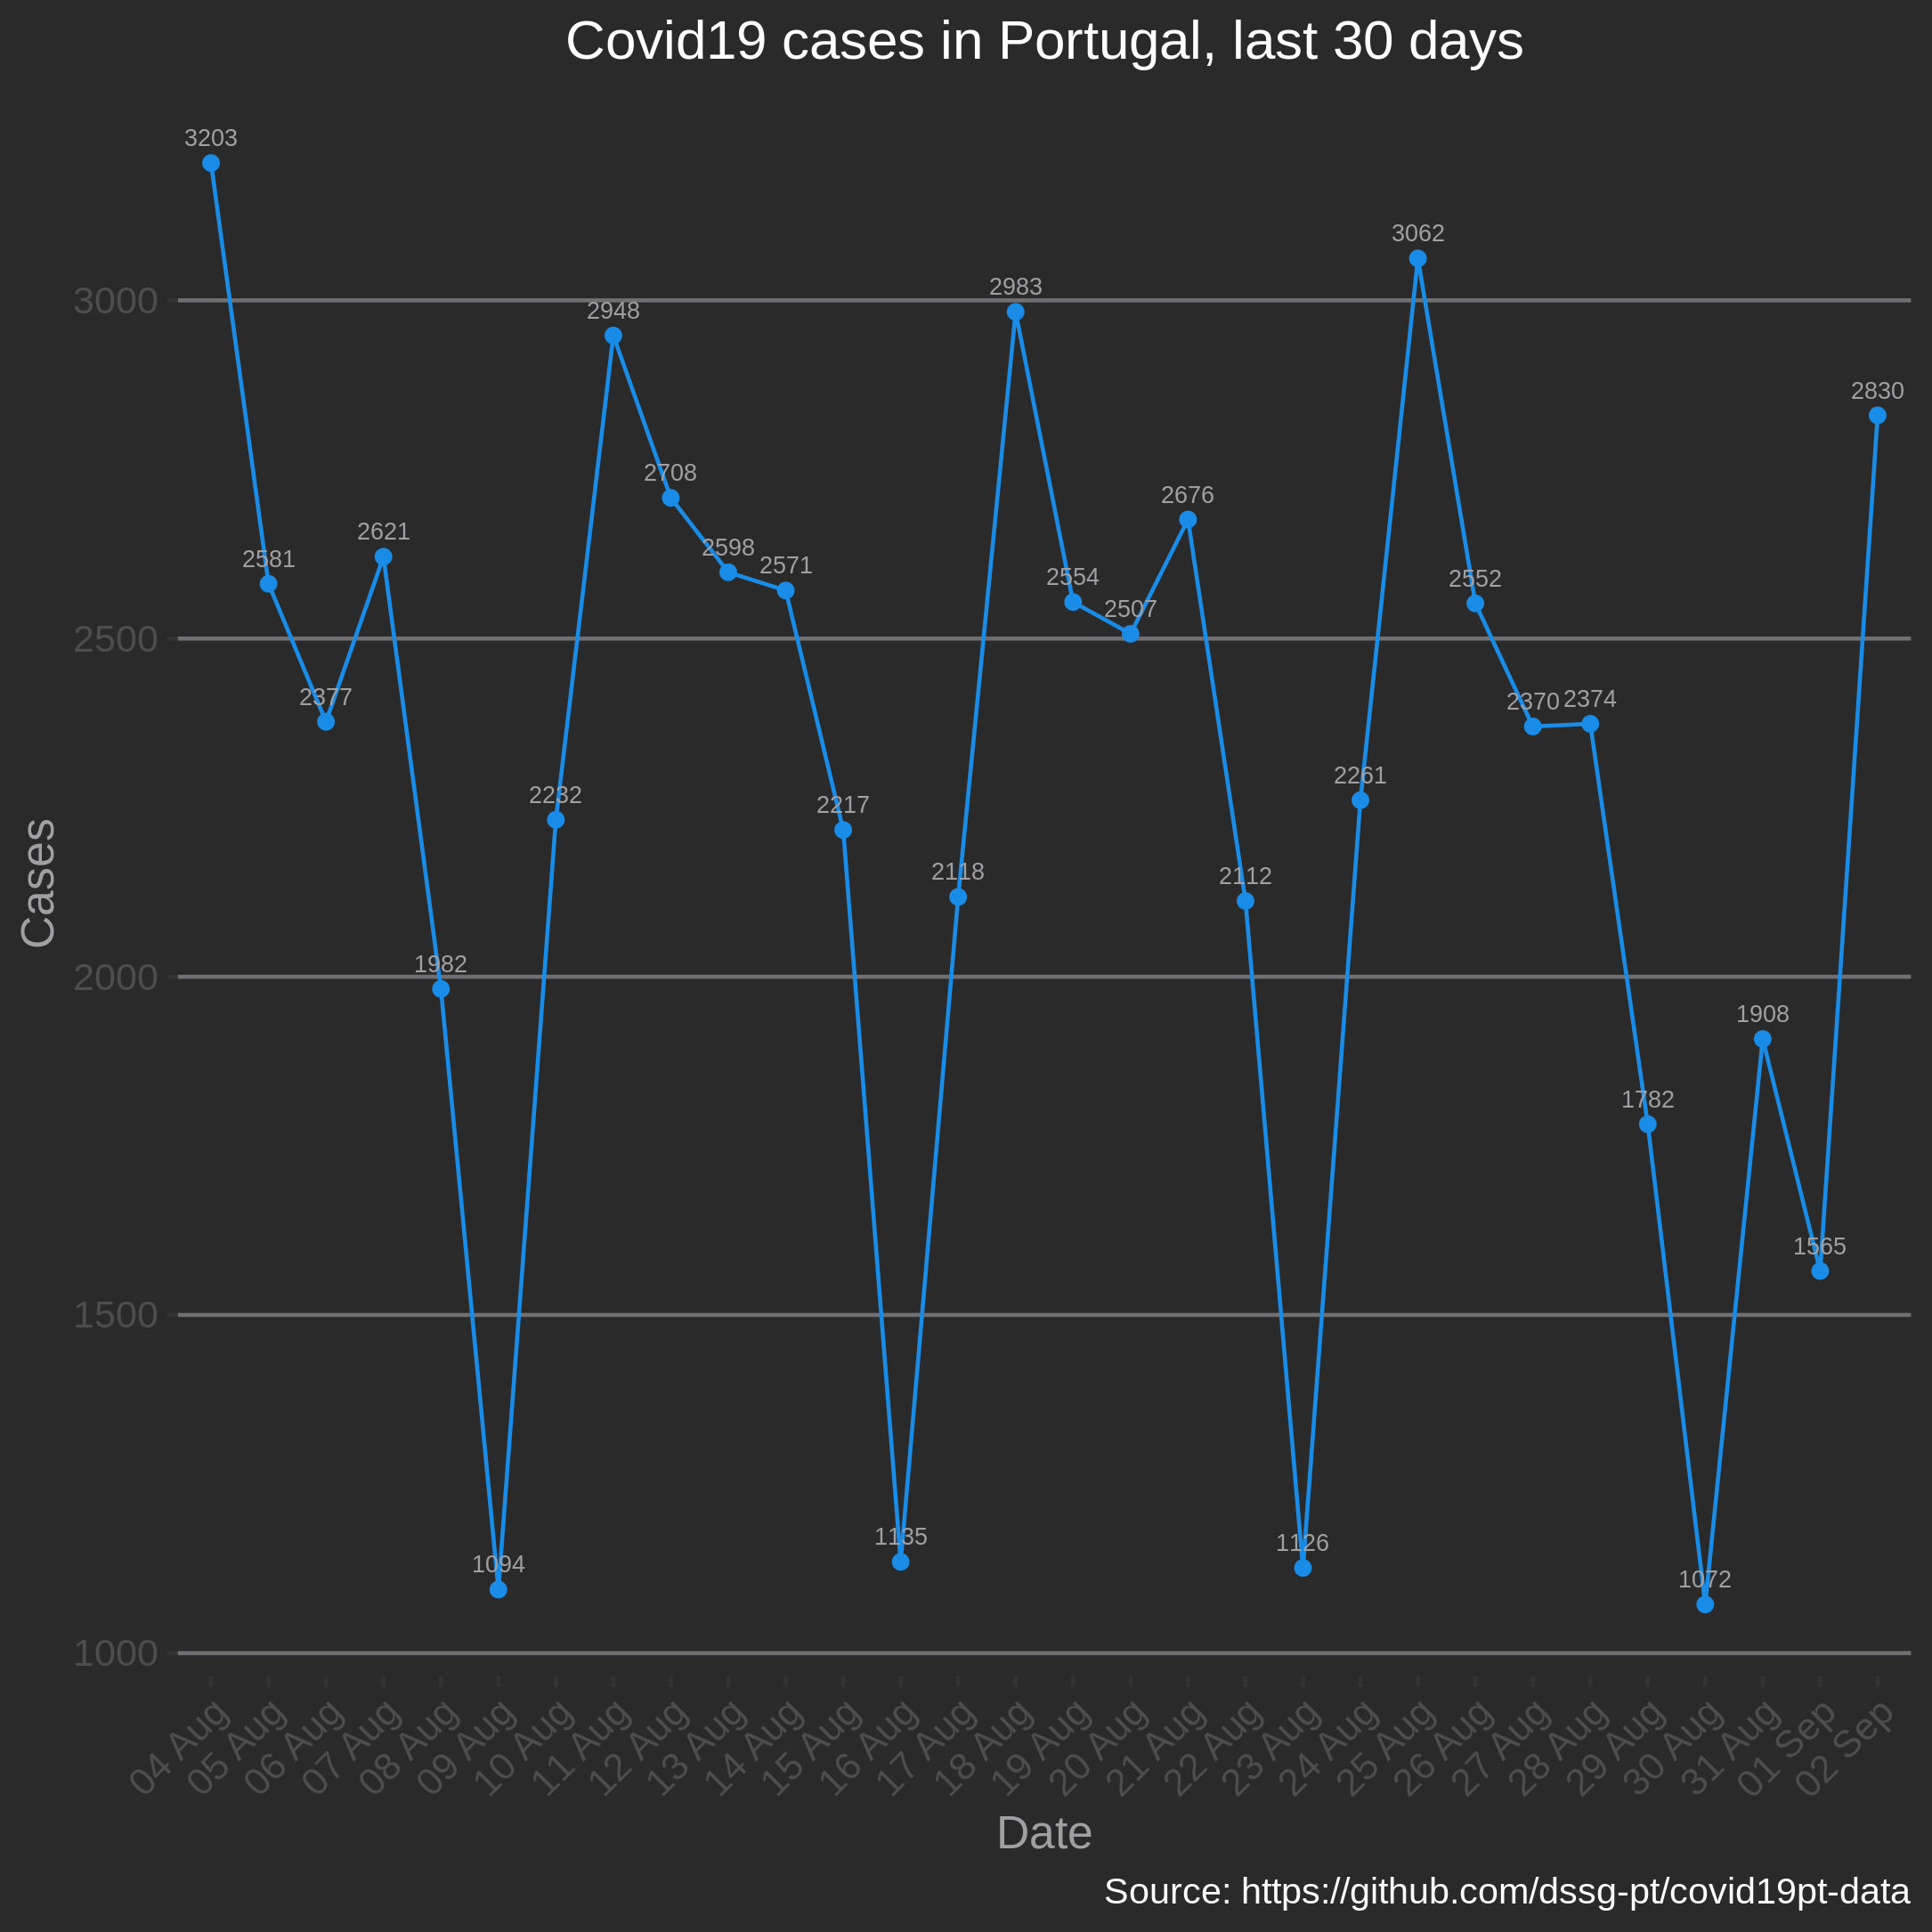 Covid19 cases in Portugal, last 30 days
3203
3062
3000
2983
2948
2830
2708
2676
2621
2598
2581
2571
2554
2552
2507
2500
2377
2370
2374
2261
2232
2217
2118
2112
2000
1982
1908
1782
1565
1500
1135
1126
1094
1072
1000
Cases
04 Aug
05 Aug
06 Aug
07 Aug
08 Aug
09 Aug
10 Aug
11 Aug
12 Aug
13 Aug
14 Aug
15 Aug
16 Aug
17 Aug
18 Aug
19 Aug
20 Aug
21 Aug
22 Aug
23 Aug
24 Aug
25 Aug
26 Aug
27 Aug
28 Aug
29 Aug
30 Aug
31 Aug
01 Sep
02 Sep
Date
Source: https://github.com/dssg-pt/covid19pt-data